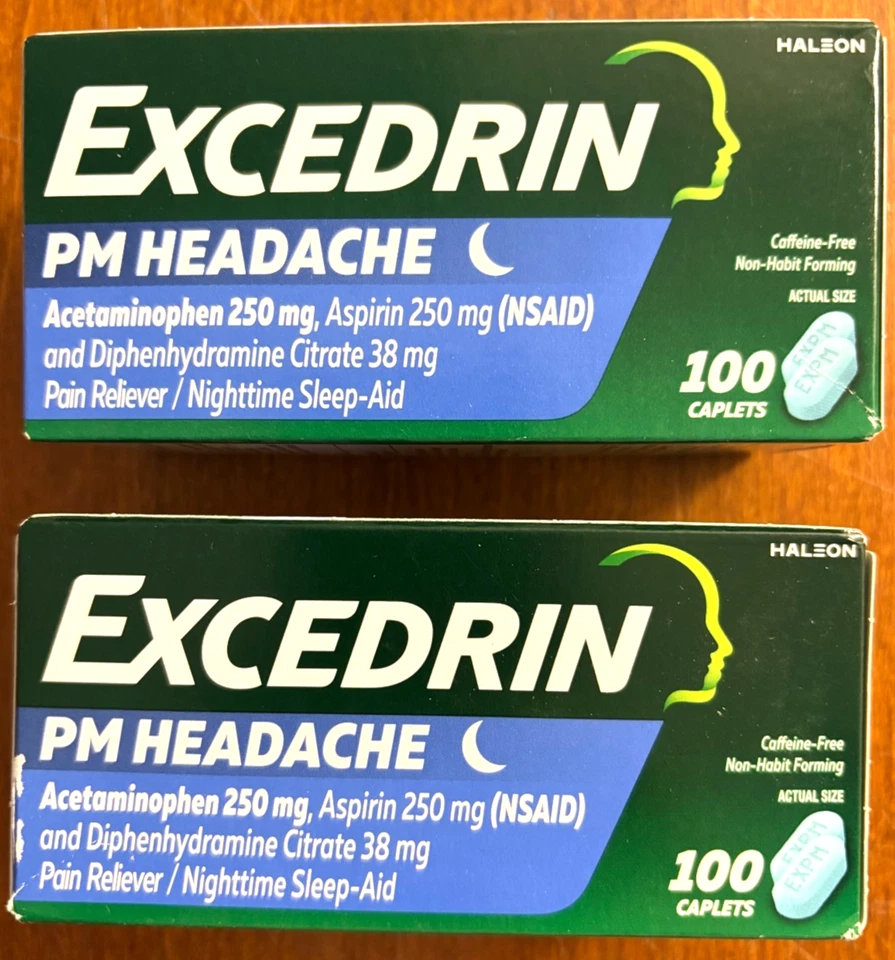 HALEON
EXCEDRIN
PM HEADACHE
Caffeine-Free
Non-Habit Forming
Acetaminophen 250 mg, Aspirin 250 mg (NSAID)
and Diphenhydramine Citrate 38 mg
Pain Reliever / Nighttime Sleep-Aid
ACTUAL SIZE
EXPM
EXPM
100
CAPLETS
HALEON
EXCEDRIN
PM HEADACHE
Caffeine-Free
Non-Habit Forming
Acetaminophen 250 mg, Aspirin 250 mg (NSAID)
and Diphenhydramine Citrate 38 mg
Pain Reliever / Nighttime Sleep-Aid
ACTUAL SIZE
EXPM
EXPM
100
CAPLETS